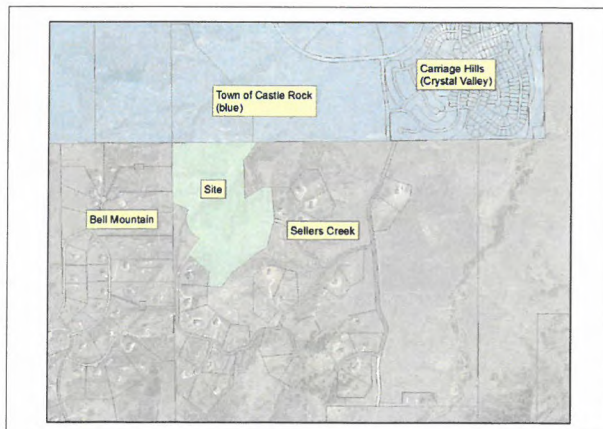 Town of Castle Rock
(blue)
Carriage Hills
(Crystal Valley)
Site
Bell Mountain
Sellers Creek